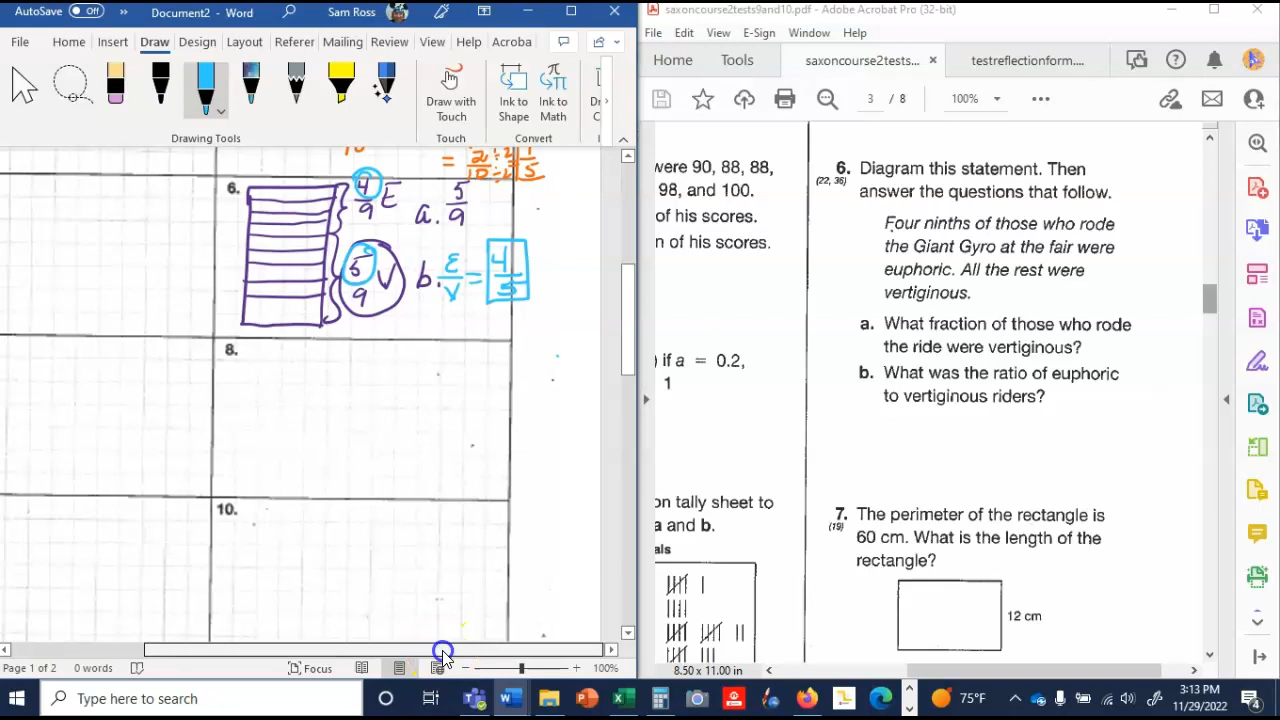 AutoSave Off Document2 - Word Sam Ross
File Home Insert Draw Design Layout Referer Mailing Review View Help Acroba
Draw with Touch
Ink to Shape
Ink to Math
Drawing Tools Touch Convert
= 2/10 ÷2/÷2 = 1/5
6. 4/9 E a. 5/9
5/9 V b. E/V = 4/5
8.
10.
Page 1 of 2 0 words Focus 100%
saxoncourse2tests9and10.pdf - Adobe Acrobat Pro (32-bit)
File Edit View E-Sign Window Help
Home Tools saxoncourse2tests... × testreflectionform....
3 / 8 100%
were 90, 88, 88,
98, and 100.
of his scores.
n of his scores.
) if a = 0.2,
1
on tally sheet to
a and b.
als
6. Diagram this statement. Then
(22, 36) answer the questions that follow.
Four ninths of those who rode
the Giant Gyro at the fair were
euphoric. All the rest were
vertiginous.
a. What fraction of those who rode
the ride were vertiginous?
b. What was the ratio of euphoric
to vertiginous riders?
7. The perimeter of the rectangle is
(19) 60 cm. What is the length of the
rectangle?
12 cm
8.50 x 11.00 in
Type here to search 75°F 3:13 PM
11/29/2022 4